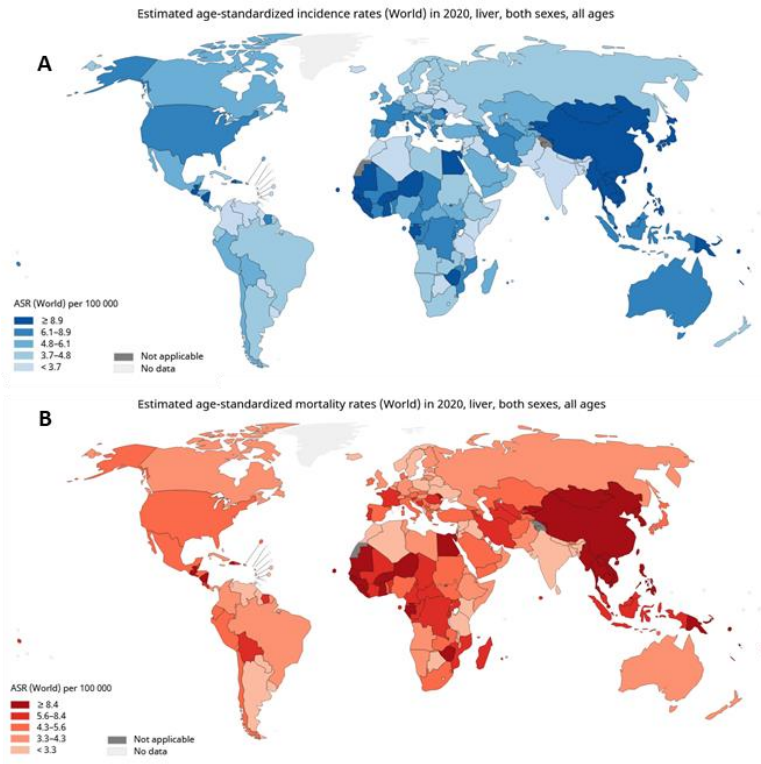 Estimated age-standardized incidence rates (World) in 2020, liver, both sexes, all ages
A
ASR (World) per 100 000
≥ 8.9
6.1–8.9
4.8–6.1
3.7–4.8
< 3.7
Not applicable
No data
Estimated age-standardized mortality rates (World) in 2020, liver, both sexes, all ages
B
ASR (World) per 100 000
≥ 8.4
5.6–8.4
4.3–5.6
3.3–4.3
< 3.3
Not applicable
No data